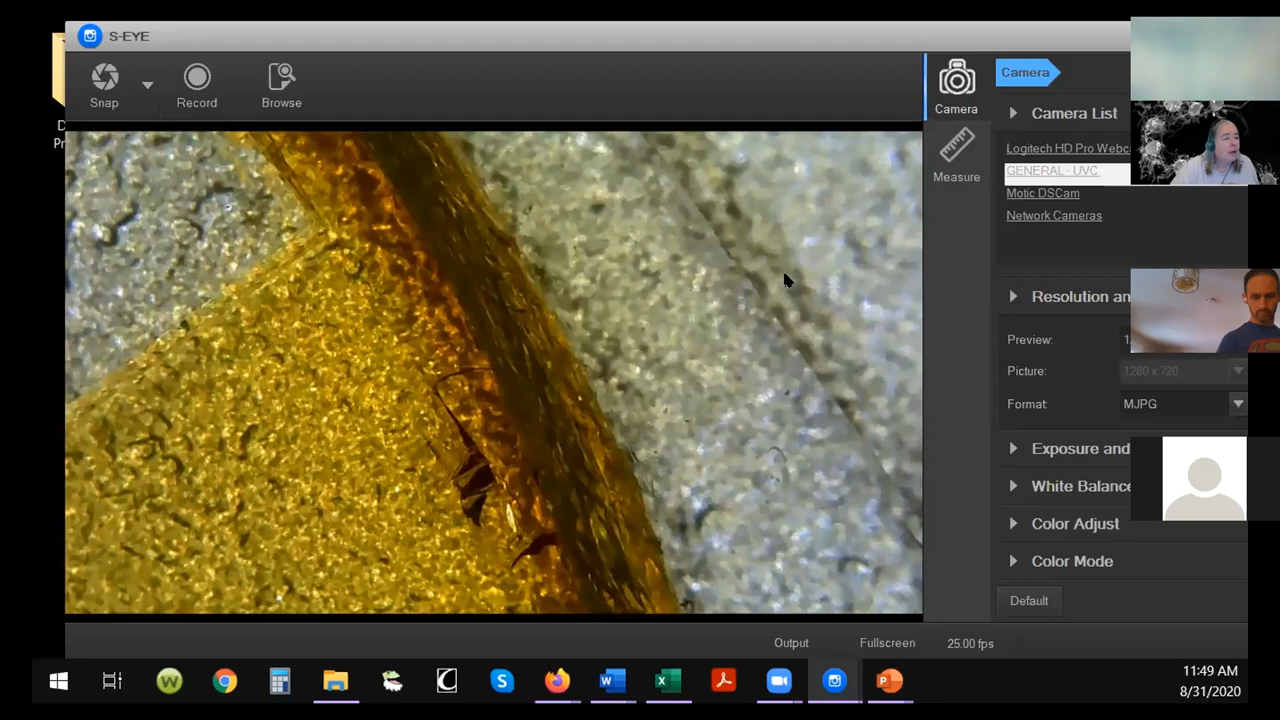 S-EYE
Snap
Record
Browse
Camera
Measure
Camera
Camera List
Logitech HD Pro
GENERAL - UVC
Motic DSCam
Network Cameras
Resolution
Preview:
Picture: 1280 x 720
Format: MJPG
Exposure and
White Balance
Color Adjust
Color Mode
Default
Output Fullscreen 25.00 fps
11:49 AM
8/31/2020